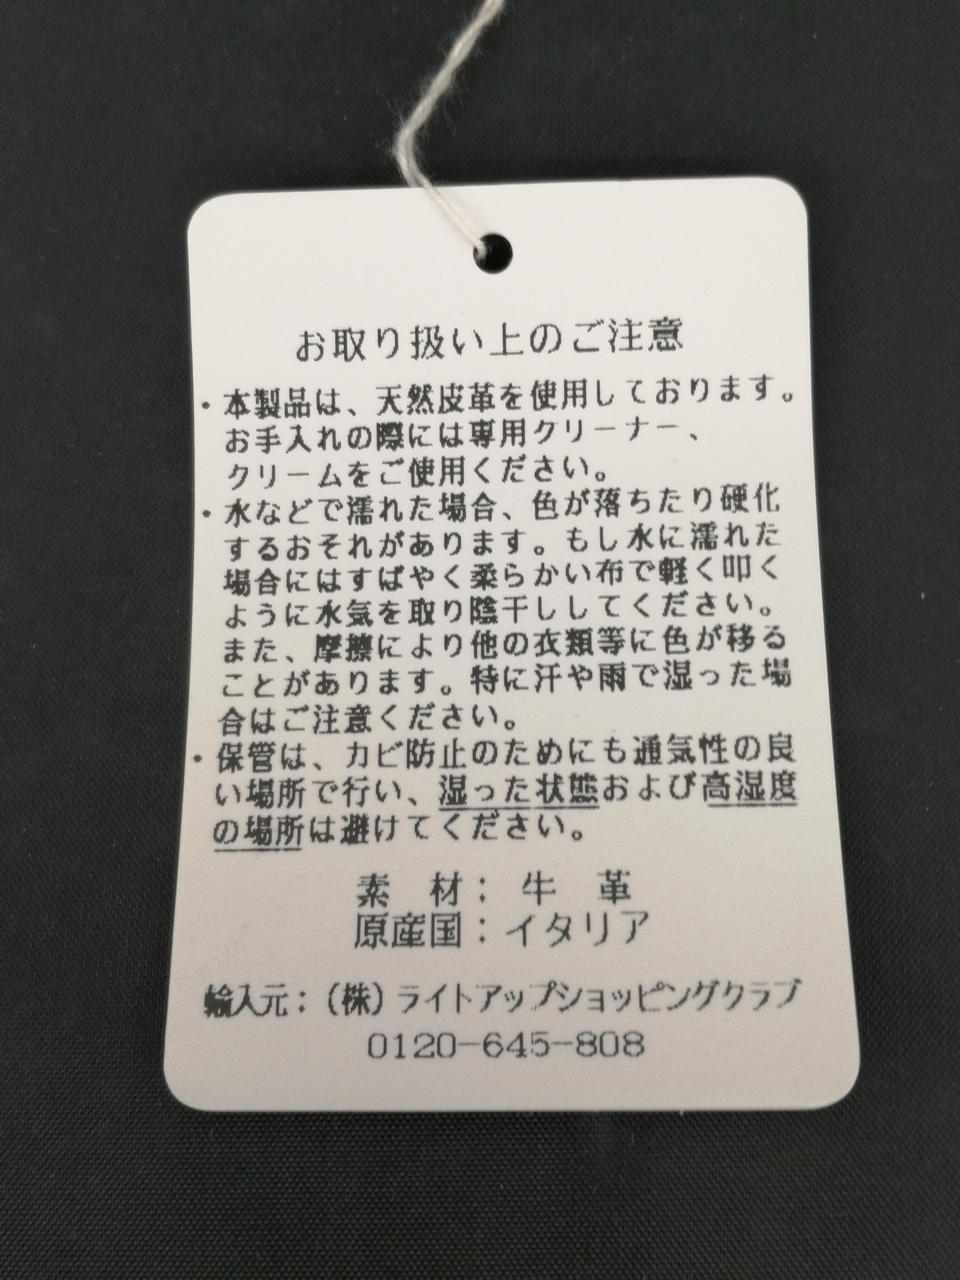 お取り扱い上のご注意
・本製品は、天然皮革を使用しております。
お手入れの際には専用クリーナー、
クリームをご使用ください。
・水などで濡れた場合、色が落ちたり硬化
するおそれがあります。もし水に濡れた
場合にはすばやく柔らかい布で軽く叩く
ように水気を取り陰干ししてください。
また、摩擦により他の衣類等に色が移る
ことがあります。特に汗や雨で湿った場
合はご注意ください。
・保管は、カビ防止のためにも通気性の良
い場所で行い、湿った状態および高湿度
の場所は避けてください。
素 材：牛 革
原産国：イタリア
輸入元：（株）ライトアップショッピングクラブ
0120-645-808